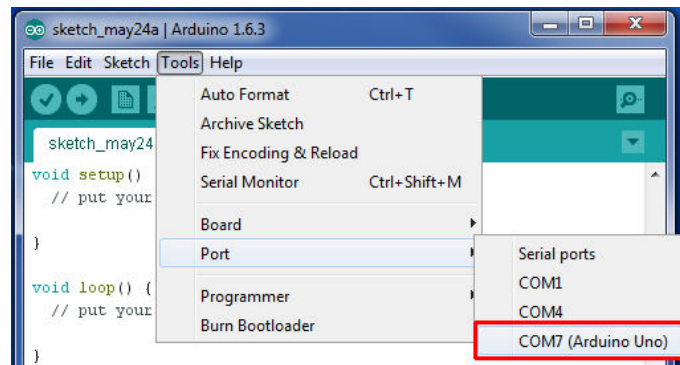 sketch_may24a | Arduino 1.6.3
File Edit Sketch Tools Help
sketch_may24
void setup()
// put your
}
void loop() {
// put your
}
Auto Format Ctrl+T
Archive Sketch
Fix Encoding & Reload
Serial Monitor Ctrl+Shift+M
Board
Port
Programmer
Burn Bootloader
Serial ports
COM1
COM4
COM7 (Arduino Uno)